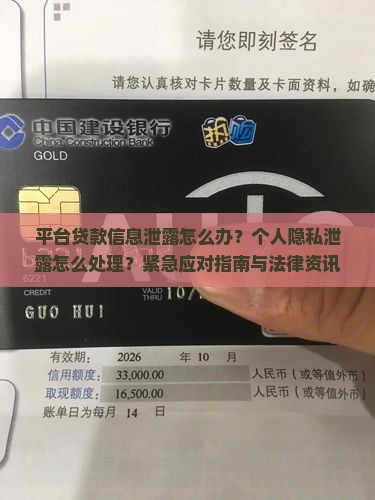 请您即刻签名
请您认真核对卡片数量及卡面资料，如确
中国建设银行
China Construction Bank
GOLD
平台贷款信息泄露怎么办？个人隐私泄
露怎么处理？紧急应对指南与法律资讯
6221
CREDIT VALID THRU 10/
GUO HUI
有效期： 2026 年 10 月
信用额度： 33,000.00 人民币（或等值外币）
取现额度： 16,500.00 人民币（或等值外币）
账单日为每月 14 日